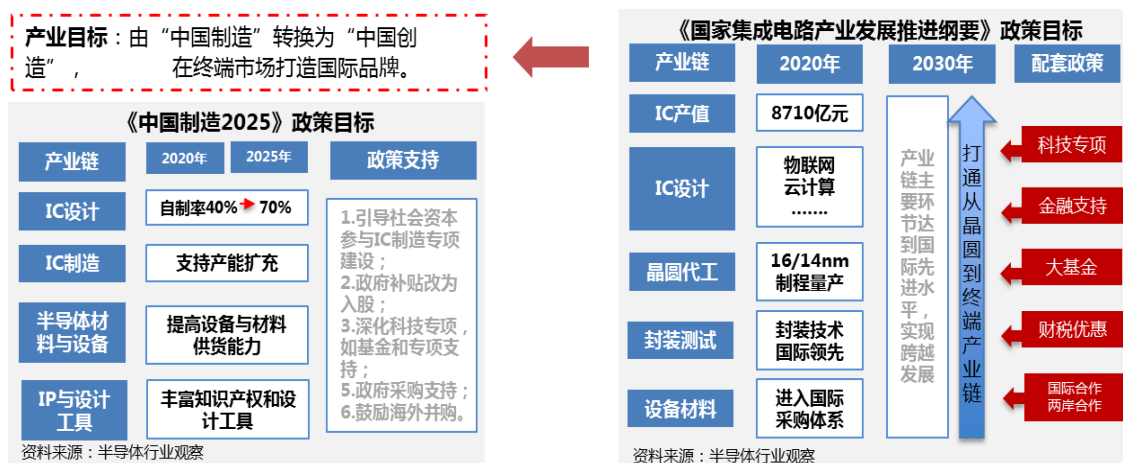 产业目标：由“中国制造”转换为“中国创
造”， 在终端市场打造国际品牌。
《中国制造2025》政策目标
产业链
2020年
2025年
政策支持
IC设计
自制率40% 70%
IC制造
支持产能扩充
半导体材
料与设备
提高设备与材料
供货能力
IP与设计
工具
丰富知识产权和设
计工具
1.引导社会资本
参与IC制造专项
建设；
2.政府补贴改为
入股；
3.深化科技专项，
如基金和专项支
持；
5.政府采购支持；
6.鼓励海外并购。
资料来源：半导体行业观察
《国家集成电路产业发展推进纲要》政策目标
产业链
2020年
2030年
配套政策
IC产值
8710亿元
IC设计
物联网
云计算
.......
晶圆代工
16/14nm
制程量产
封装测试
封装技术
国际领先
设备材料
进入国际
采购体系
产业
链主
要环
节达
到国
际先
进水
平，
实现
跨越
发展
打通从晶圆到终端产业链
科技专项
金融支持
大基金
财税优惠
国际合作
两岸合作
资料来源：半导体行业观察